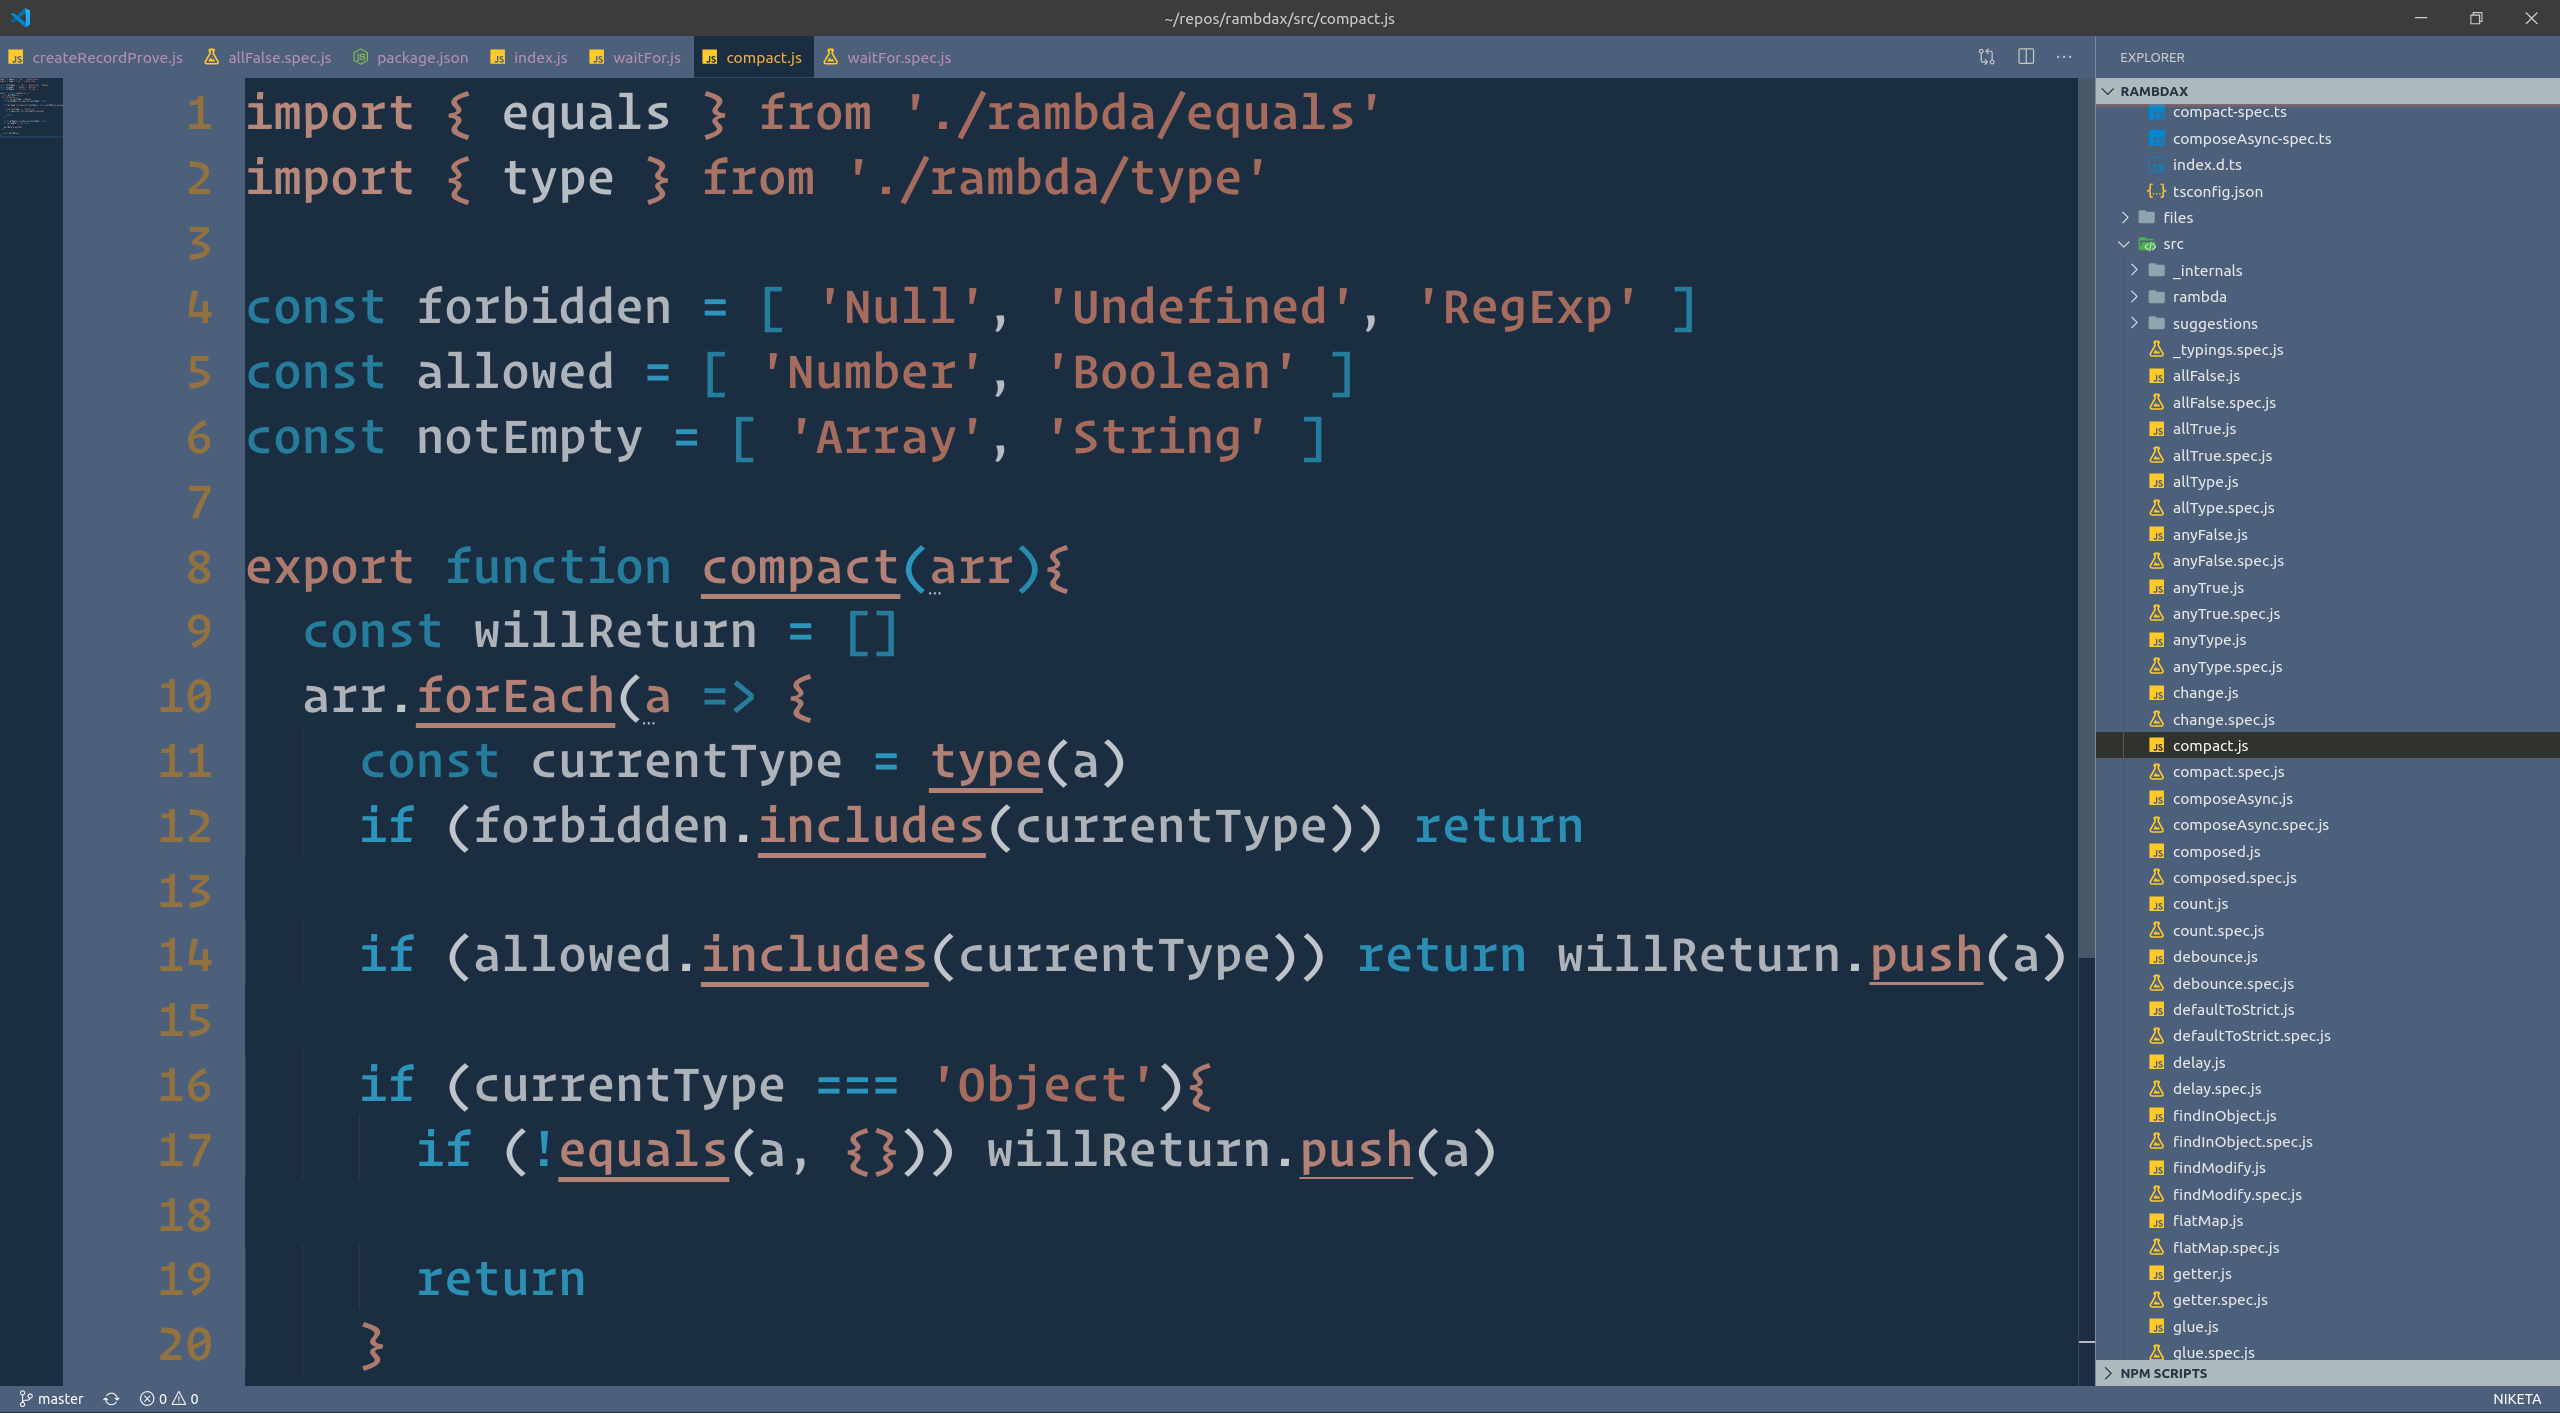 ~/repos/rambdax/src/compact.js
createRecordProve.js allFalse.spec.js package.json index.js waitFor.js compact.js waitFor.spec.js
1 import { equals } from './rambda/equals'
2 import { type } from './rambda/type'
3
4 const forbidden = [ 'Null', 'Undefined', 'RegExp' ]
5 const allowed = [ 'Number', 'Boolean' ]
6 const notEmpty = [ 'Array', 'String' ]
7
8 export function compact(arr){
9 const willReturn = []
10 arr.forEach(a => {
11 const currentType = type(a)
12 if (forbidden.includes(currentType)) return
13
14 if (allowed.includes(currentType)) return willReturn.push(a)
15
16 if (currentType === 'Object'){
17 if (!equals(a, {})) willReturn.push(a)
18
19 return
20 }
EXPLORER
RAMBDAX
compact-spec.ts
composeAsync-spec.ts
index.d.ts
tsconfig.json
files
src
_internals
rambda
suggestions
_typings.spec.js
allFalse.js
allFalse.spec.js
allTrue.js
allTrue.spec.js
allType.js
allType.spec.js
anyFalse.js
anyFalse.spec.js
anyTrue.js
anyTrue.spec.js
anyType.js
anyType.spec.js
change.js
change.spec.js
compact.js
compact.spec.js
composeAsync.js
composeAsync.spec.js
composed.js
composed.spec.js
count.js
count.spec.js
debounce.js
debounce.spec.js
defaultToStrict.js
defaultToStrict.spec.js
delay.js
delay.spec.js
findInObject.js
findInObject.spec.js
findModify.js
findModify.spec.js
flatMap.js
flatMap.spec.js
getter.js
getter.spec.js
glue.js
glue.spec.js
NPM SCRIPTS
master 0 0
NIKETA